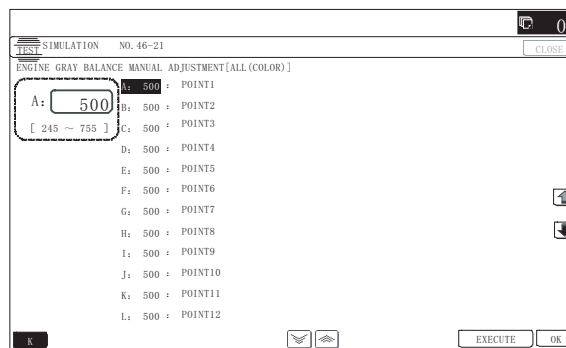 0
TEST SIMULATION NO.46-21
CLOSE
ENGINE GRAY BALANCE MANUAL ADJUSTMENT[ALL(COLOR)]
A: 500
[ 245 ~ 755 ]
A: 500 : POINT1
B: 500 : POINT2
C: 500 : POINT3
D: 500 : POINT4
E: 500 : POINT5
F: 500 : POINT6
G: 500 : POINT7
H: 500 : POINT8
I: 500 : POINT9
J: 500 : POINT10
K: 500 : POINT11
L: 500 : POINT12
K
EXECUTE
OK